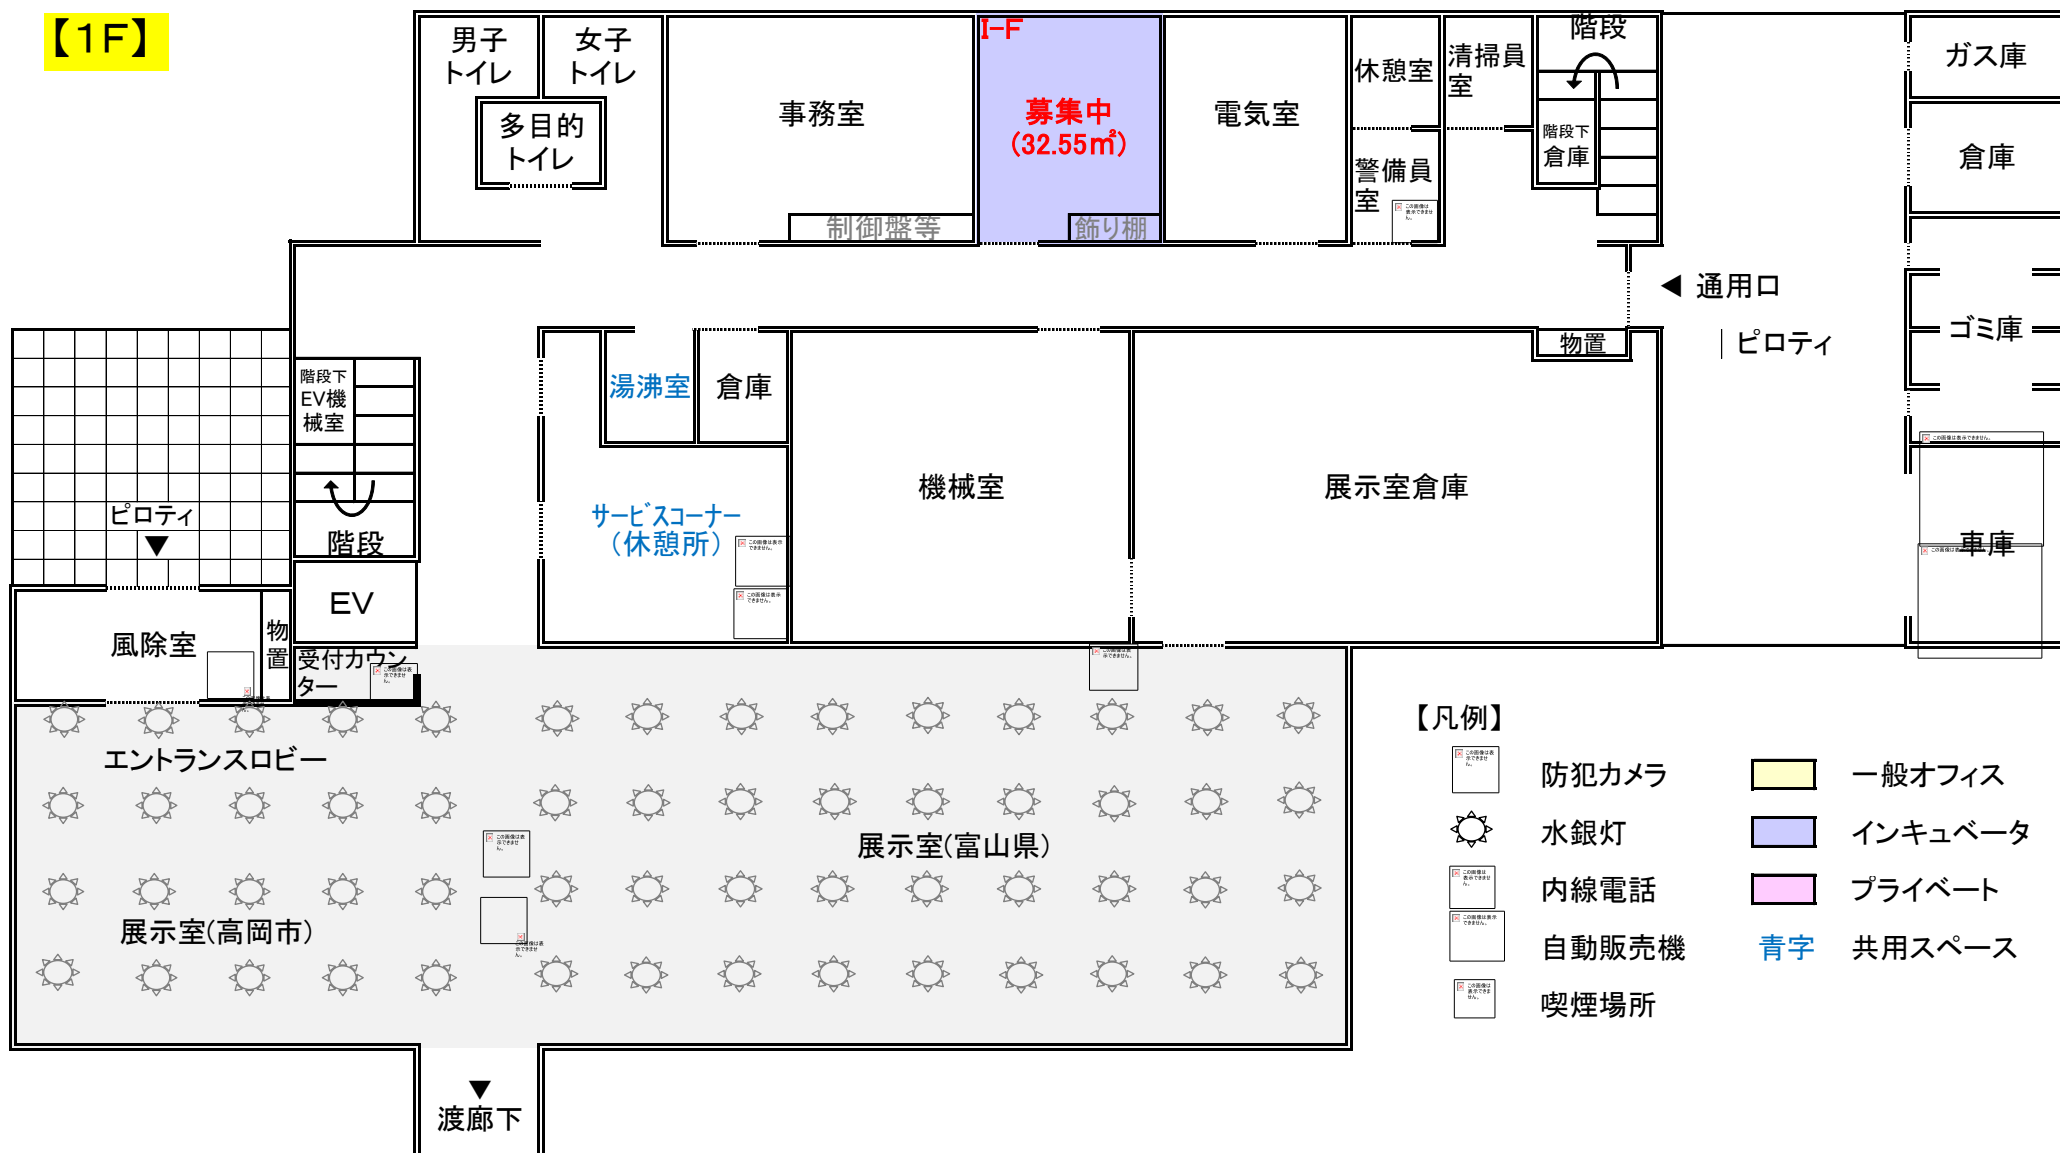 【1F】
男子
トイレ
女子
トイレ
多目的
トイレ
事務室
制御盤等
I-F
募集中
(32.55㎡)
飾り棚
電気室
休憩室
清掃員
室
警備員
室
階段
階段下
倉庫
ガス庫
倉庫
ゴミ庫
車庫
◀ 通用口
ピロティ
物置
階段下
EV機
械室
湯沸室
倉庫
機械室
展示室倉庫
サービスコーナー
（休憩所）
ピロティ
▼
階段
EV
風除室
物
置
受付カウン
ター
エントランスロビー
展示室(富山県)
展示室(高岡市)
▼
渡廊下
【凡例】
防犯カメラ
水銀灯
内線電話
自動販売機
喫煙場所
一般オフィス
インキュベータ
プライベート
青字 共用スペース